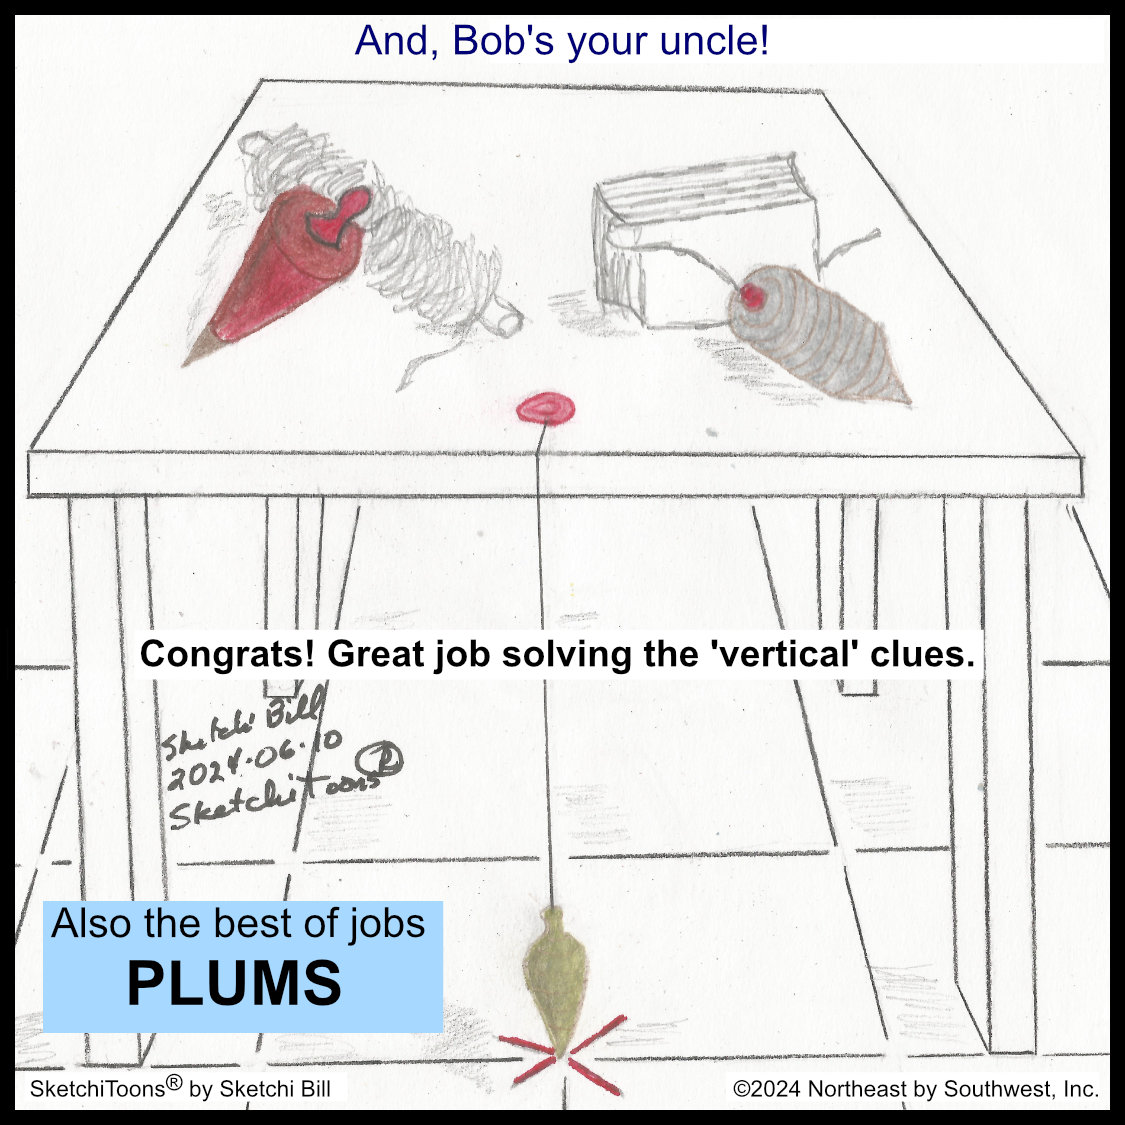 And, Bob's your uncle!
Congrats! Great job solving the 'vertical' clues.
Sketchi Bill
2024.06.10
SketchiToons R
Also the best of jobs
PLUMS
SketchiToons® by Sketchi Bill
©2024 Northeast by Southwest, Inc.